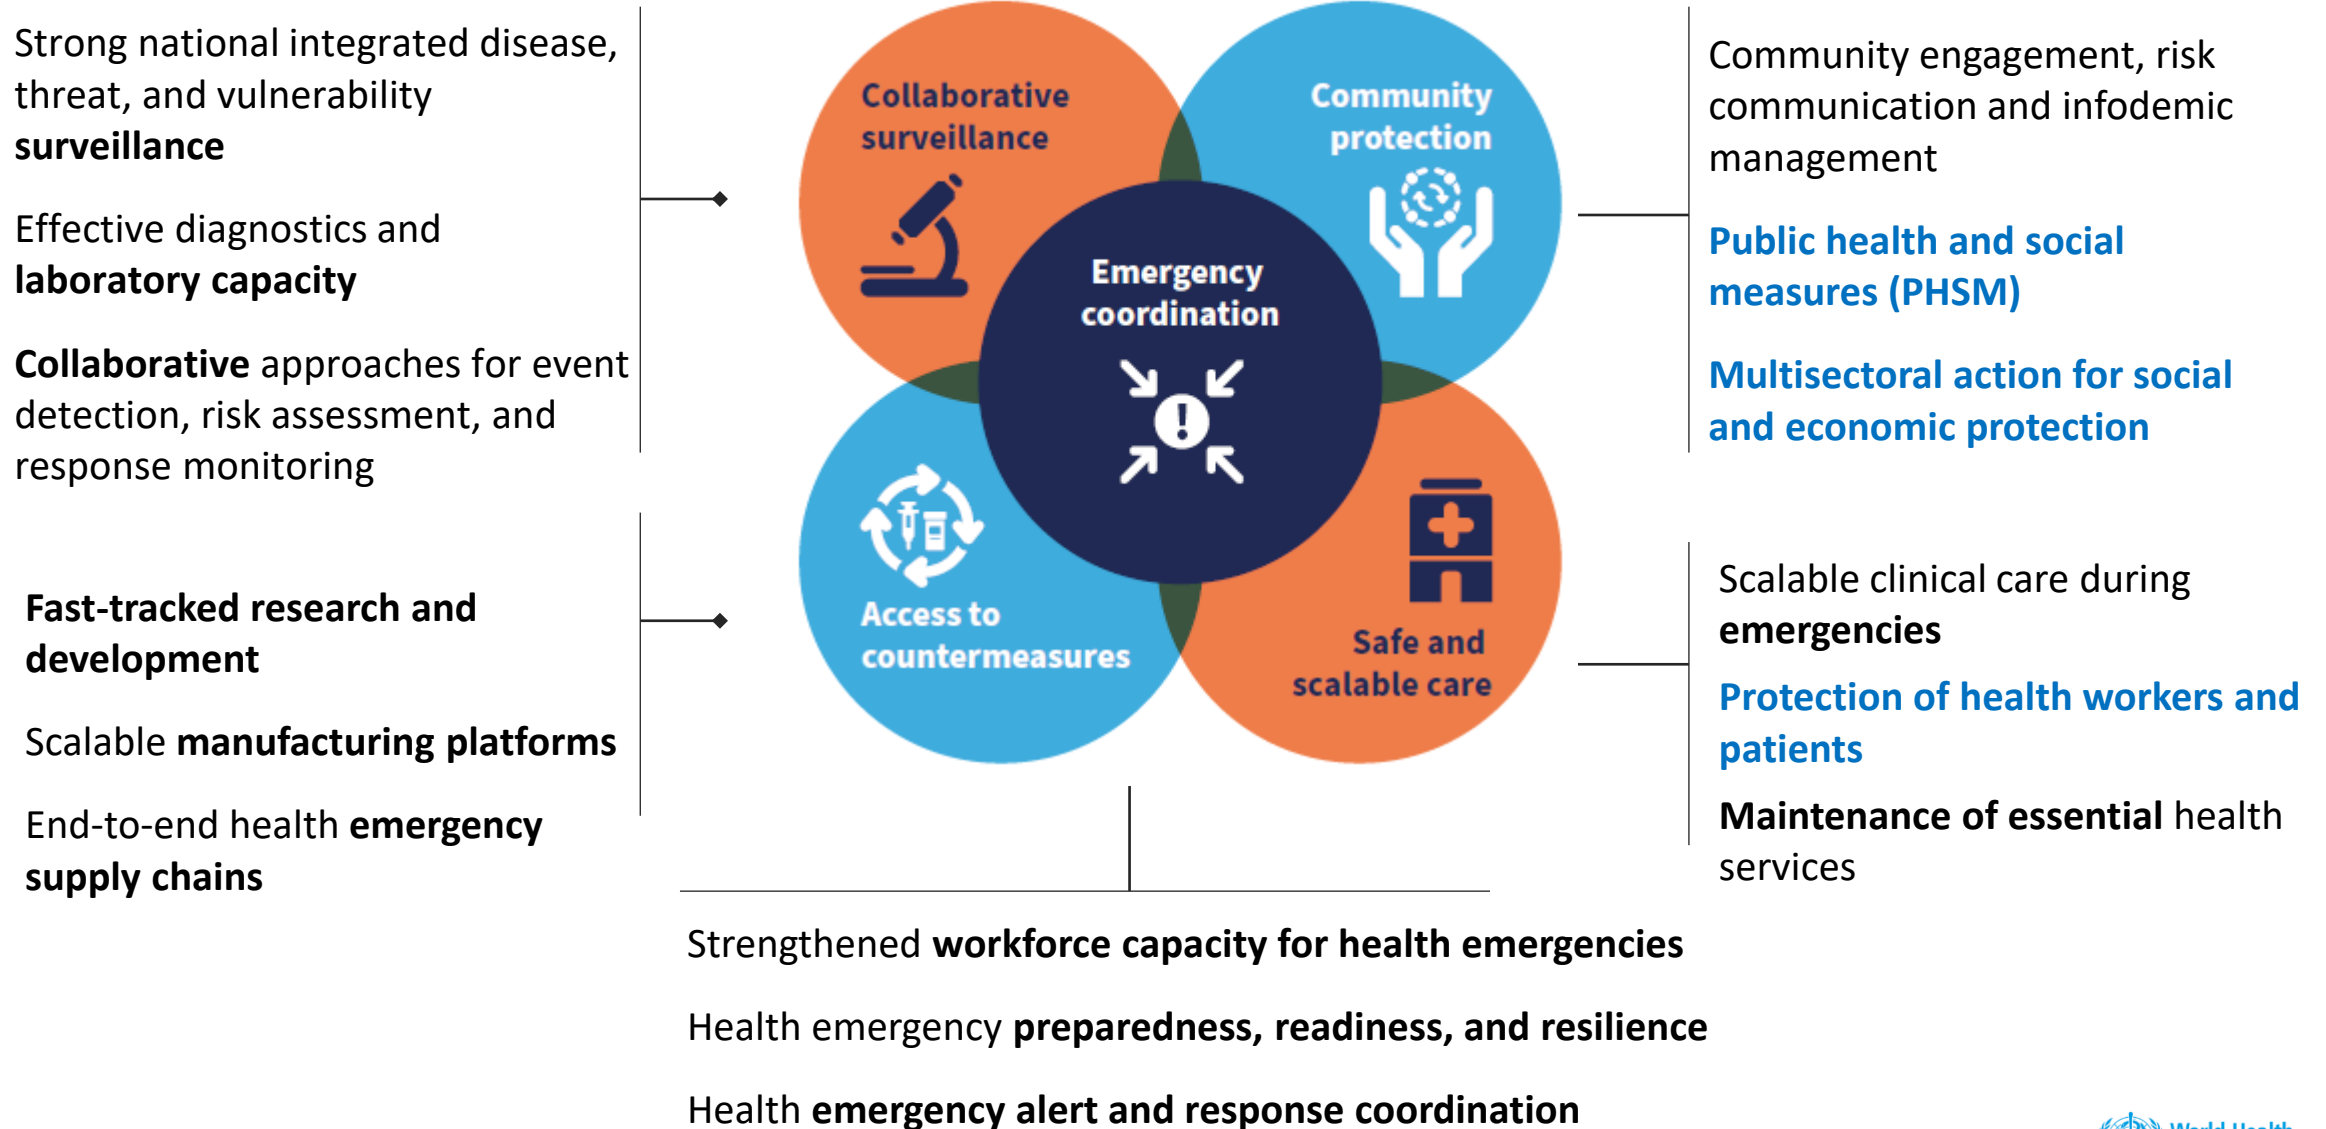 Strong national integrated disease,
threat, and vulnerability
surveillance
Effective diagnostics and
laboratory capacity
Collaborative approaches for event
detection, risk assessment, and
response monitoring
Fast-tracked research and
development
Scalable manufacturing platforms
End-to-end health emergency
supply chains
Collaborative
surveillance
Community
protection
Emergency
coordination
!
Access to
countermeasures
Safe and
scalable care
Community engagement, risk
communication and infodemic
management
Public health and social
measures (PHSM)
Multisectoral action for social
and economic protection
Scalable clinical care during
emergencies
Protection of health workers and
patients
Maintenance of essential health
services
Strengthened workforce capacity for health emergencies
Health emergency preparedness, readiness, and resilience
Health emergency alert and response coordination
World Health